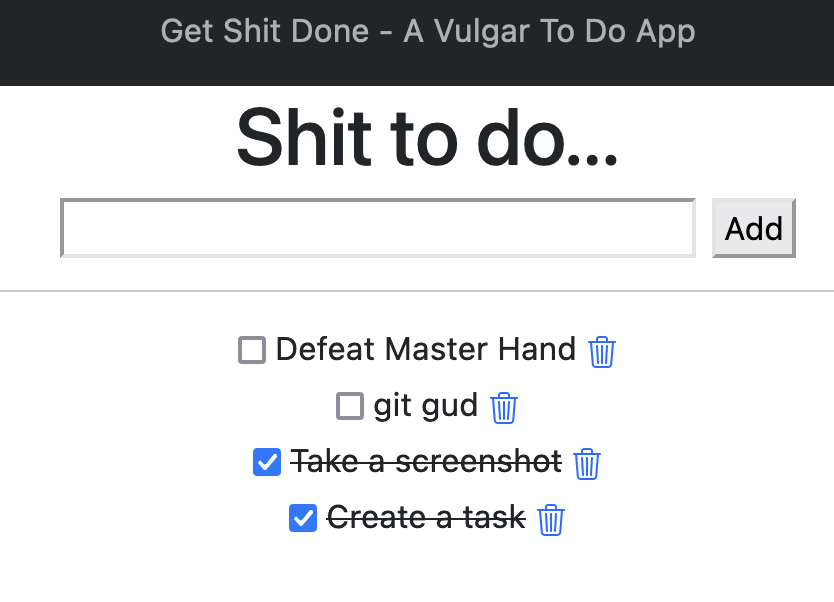 Get Shit Done - A Vulgar To Do App
Shit to do...
Add
Defeat Master Hand
git gud
Take a screenshot
Create a task